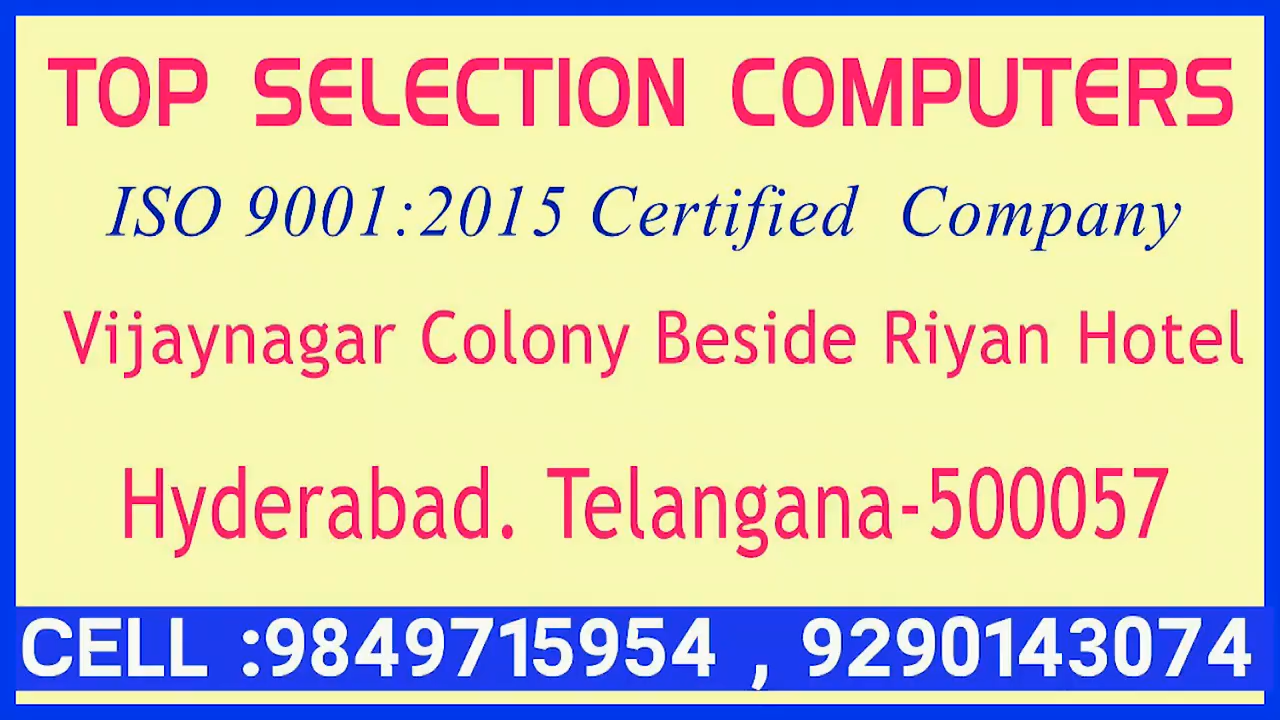 TOP SELECTION COMPUTERS
ISO 9001:2015 Certified Company
Vijaynagar Colony Beside Riyan Hotel
Hyderabad. Telangana-500057
CELL :9849715954 , 9290143074